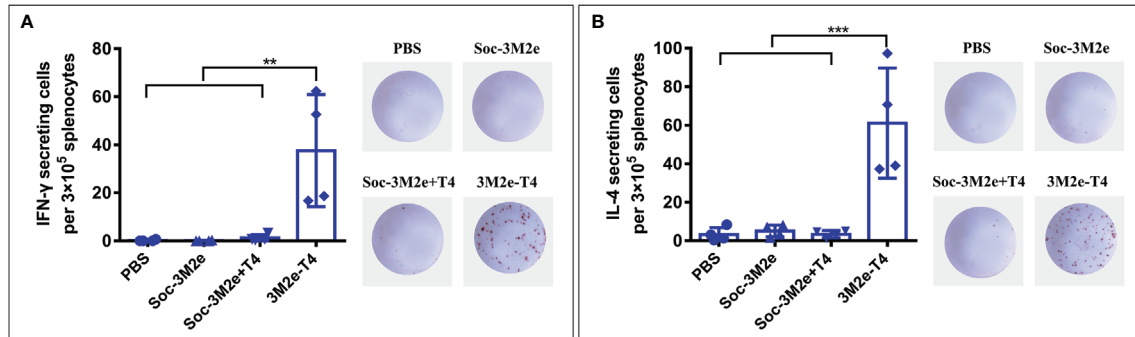 A
IFN-γ secreting cells
per 3×10⁵ splenocytes
80
60
40
20
0
**
PBS
Soc-3M2e
Soc-3M2e+T4
3M2e-T4
PBS
Soc-3M2e
Soc-3M2e+T4
3M2e-T4
B
IL-4 secreting cells
per 3×10⁵ splenocytes
100
80
60
40
20
0
***
PBS
Soc-3M2e
Soc-3M2e+T4
3M2e-T4
PBS
Soc-3M2e
Soc-3M2e+T4
3M2e-T4